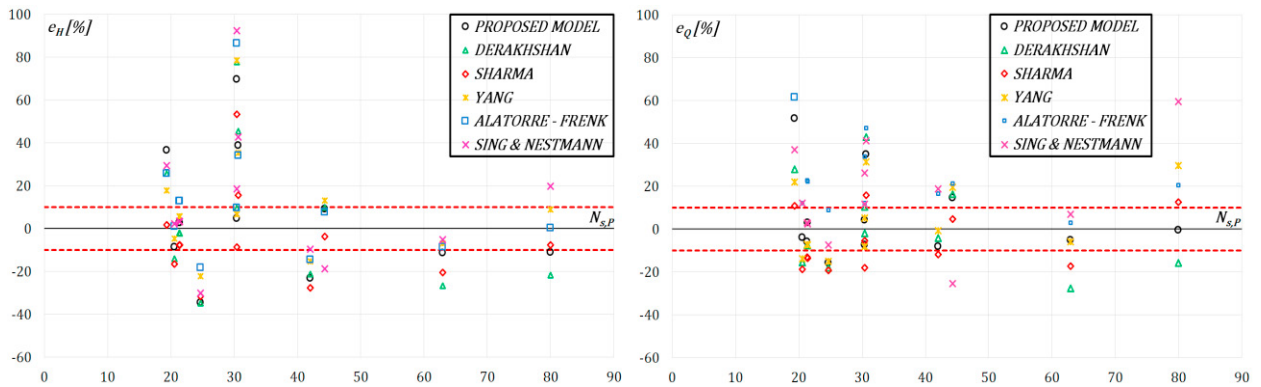 e_H [%]
100
80
60
40
20
0
-20
-40
-60
0 10 20 30 40 50 60 70 80 90
N_{s,P}
PROPOSED MODEL
DERAKHSHAN
SHARMA
YANG
ALATORRE - FRENK
SING & NESTMANN
e_Q [%]
100
80
60
40
20
0
-20
-40
-60
0 10 20 30 40 50 60 70 80 90
N_{s,P}
PROPOSED MODEL
DERAKHSHAN
SHARMA
YANG
ALATORRE - FRENK
SING & NESTMANN